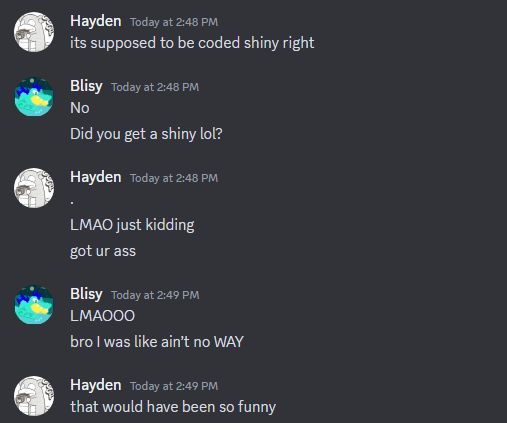 Hayden Today at 2:48 PM
its supposed to be coded shiny right
Blisy Today at 2:48 PM
No
Did you get a shiny lol?
Hayden Today at 2:48 PM
.
LMAO just kidding
got ur ass
Blisy Today at 2:49 PM
LMAOOO
bro I was like ain’t no WAY
Hayden Today at 2:49 PM
that would have been so funny